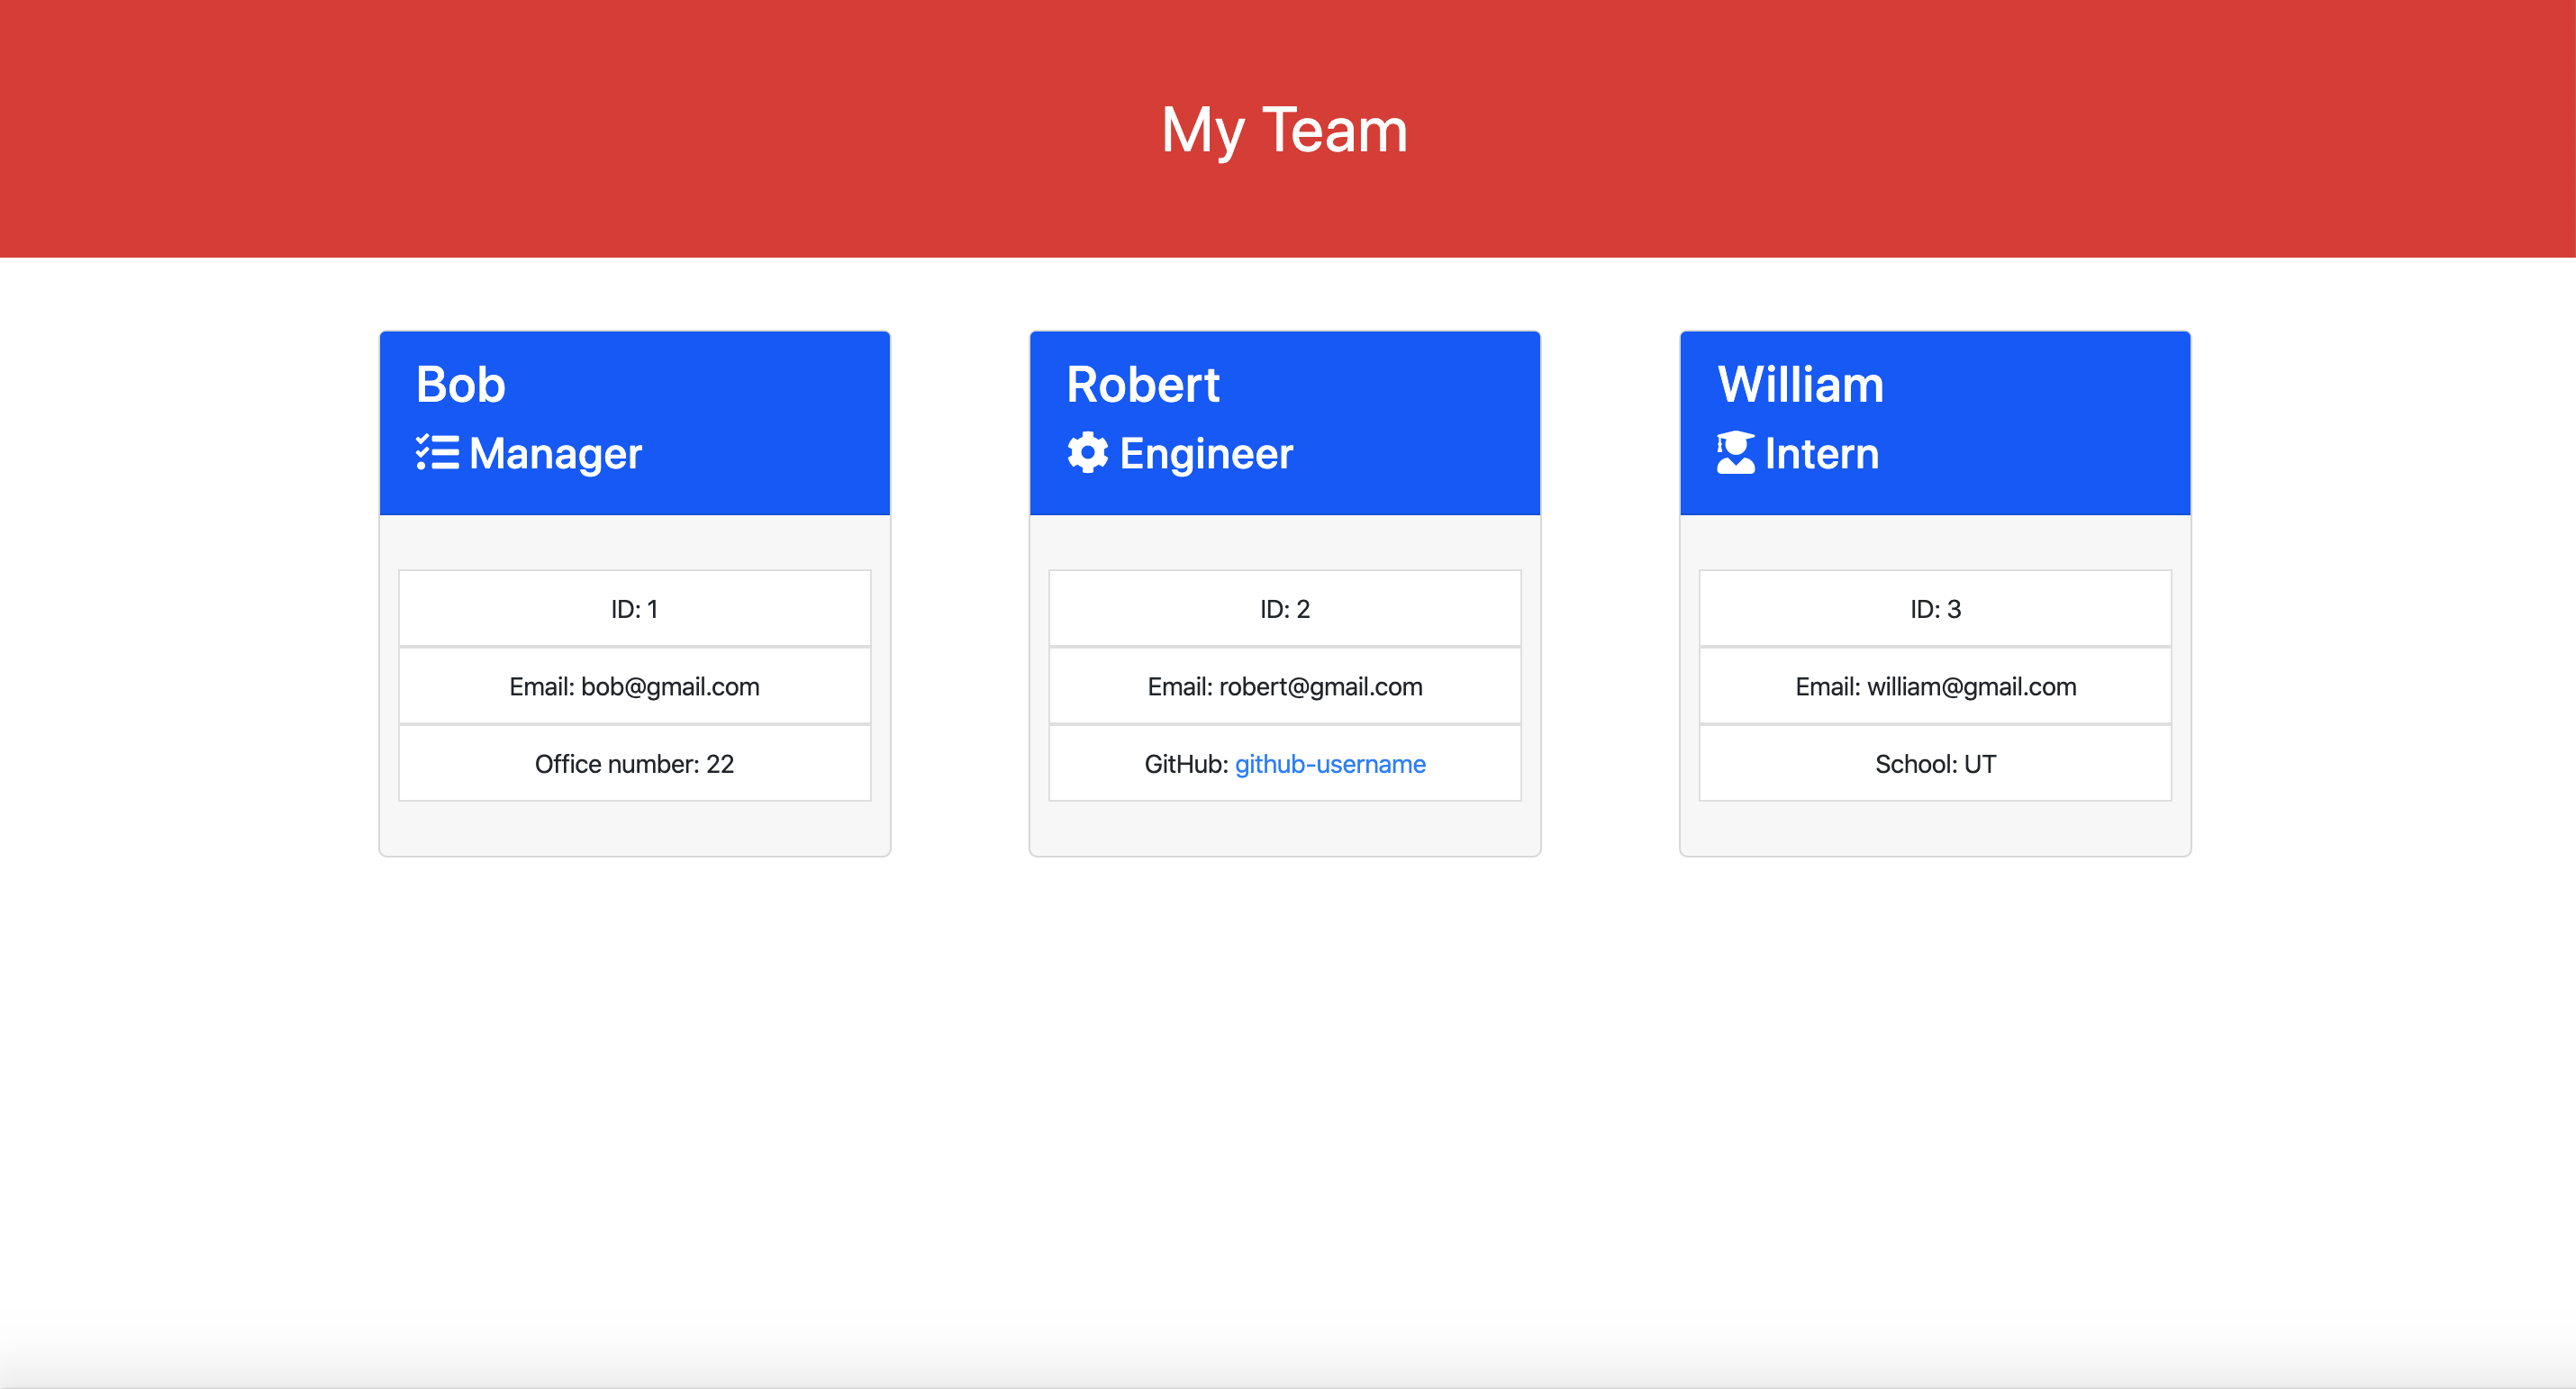 My Team
Bob
Manager
ID: 1
Email: bob@gmail.com
Office number: 22
Robert
Engineer
ID: 2
Email: robert@gmail.com
GitHub: github-username
William
Intern
ID: 3
Email: william@gmail.com
School: UT